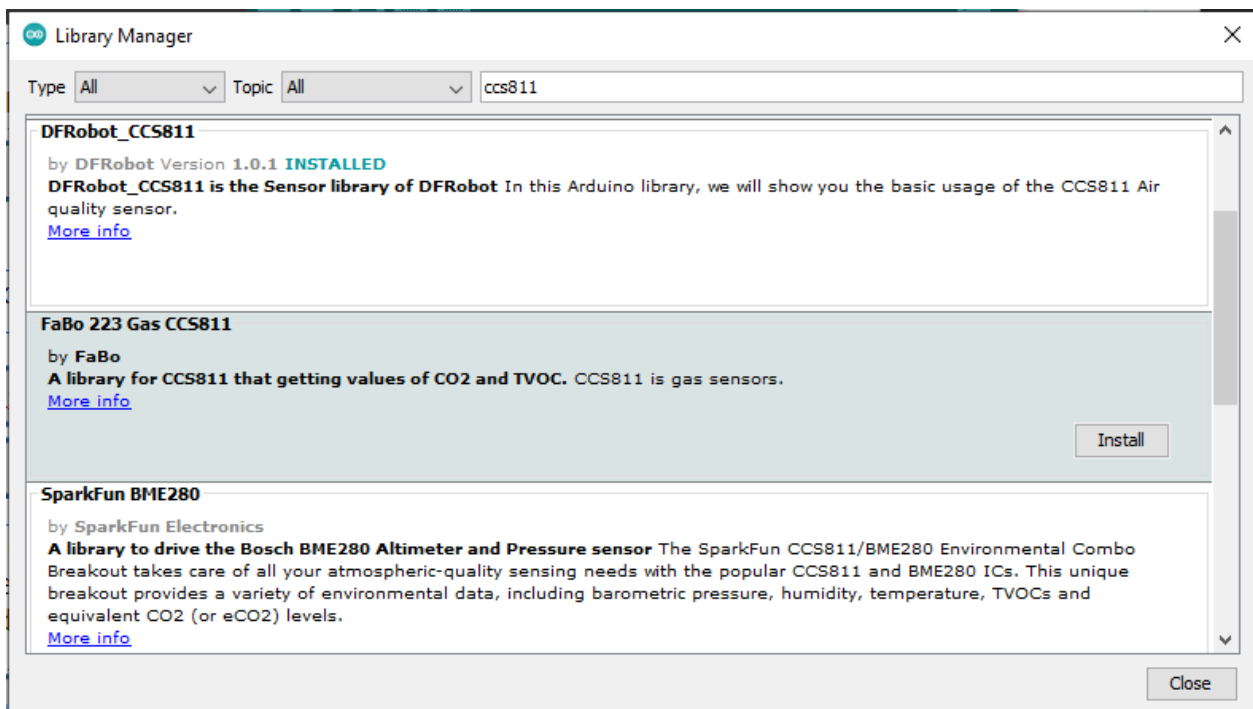 Library Manager
Type All Topic All ccs811
DFRobot_CCS811
by DFRobot Version 1.0.1 INSTALLED
DFRobot_CCS811 is the Sensor library of DFRobot In this Arduino library, we will show you the basic usage of the CCS811 Air
quality sensor.
More info
FaBo 223 Gas CCS811
by FaBo
A library for CCS811 that getting values of CO2 and TVOC. CCS811 is gas sensors.
More info
Install
SparkFun BME280
by SparkFun Electronics
A library to drive the Bosch BME280 Altimeter and Pressure sensor The SparkFun CCS811/BME280 Environmental Combo
Breakout takes care of all your atmospheric-quality sensing needs with the popular CCS811 and BME280 ICs. This unique
breakout provides a variety of environmental data, including barometric pressure, humidity, temperature, TVOCs and
equivalent CO2 (or eCO2) levels.
More info
Close